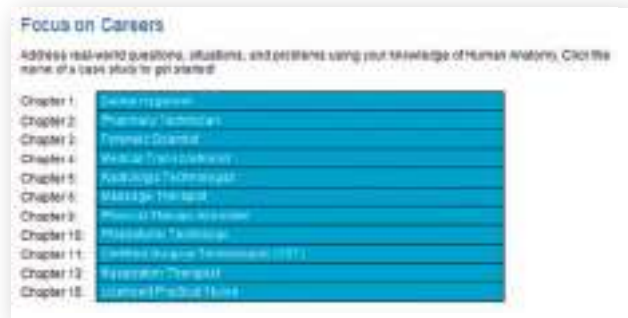 Focus on Careers
Address real-world questions, situations, and problems using your knowledge of Human Anatomy. Click the
name of a case study to get started!
Chapter 1: Dental Hygienist
Chapter 2: Pharmacy Technician
Chapter 3: Forensic Scientist
Chapter 4: Medical Transcriptionist
Chapter 5: Radiologic Technologist
Chapter 6: Massage Therapist
Chapter 9: Physical Therapy Assistant
Chapter 10: Phlebotomy Technology
Chapter 11: Certified Surgical Technologist (CST)
Chapter 13: Respiration Therapist
Chapter 15: Licensed Practical Nurse